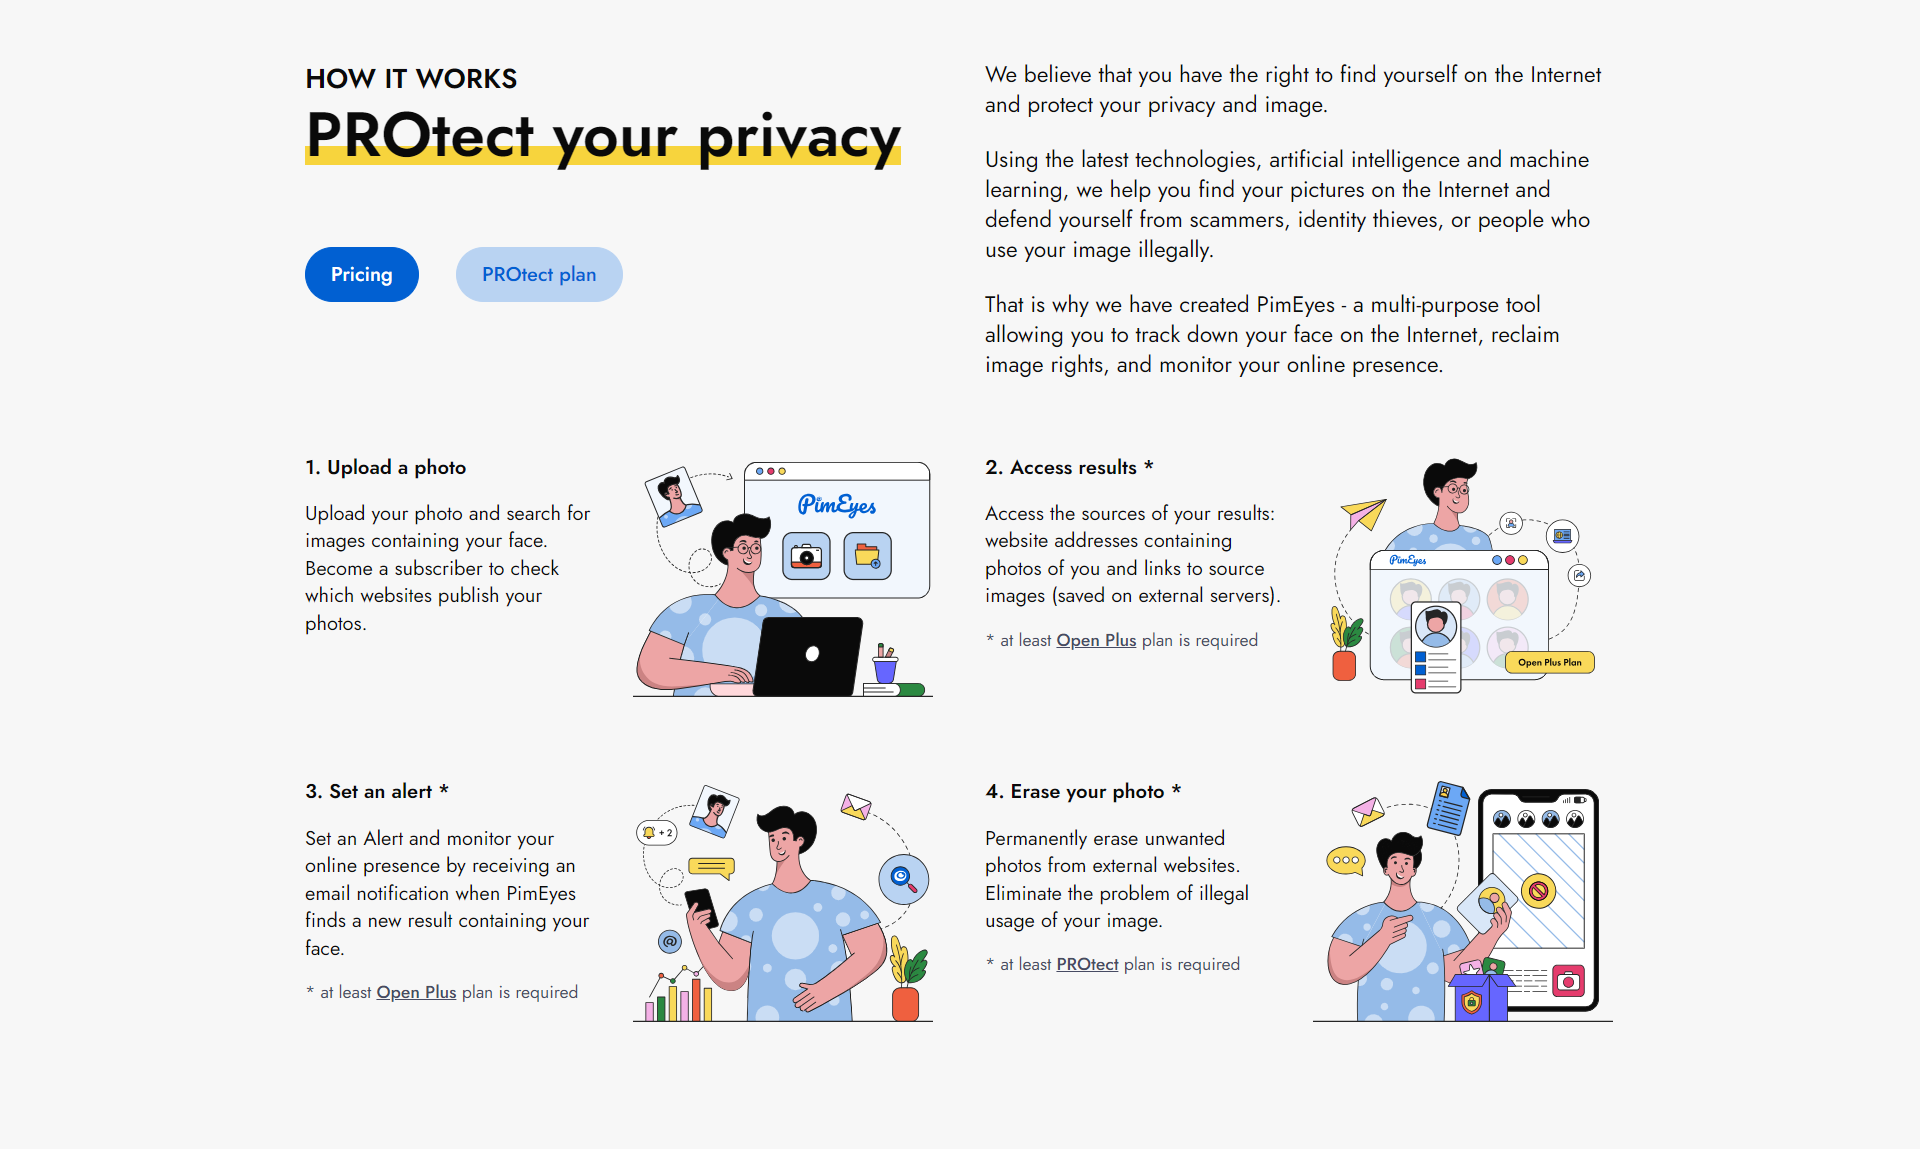 HOW IT WORKS
PROtect your privacy
Pricing
PROtect plan
We believe that you have the right to find yourself on the Internet
and protect your privacy and image.
Using the latest technologies, artificial intelligence and machine
learning, we help you find your pictures on the Internet and
defend yourself from scammers, identity thieves, or people who
use your image illegally.
That is why we have created PimEyes - a multi-purpose tool
allowing you to track down your face on the Internet, reclaim
image rights, and monitor your online presence.
1. Upload a photo
Upload your photo and search for
images containing your face.
Become a subscriber to check
which websites publish your
photos.
PimEyes
2. Access results *
Access the sources of your results:
website addresses containing
photos of you and links to source
images (saved on external servers).
* at least Open Plus plan is required
PimEyes
Open Plus Plan
3. Set an alert *
Set an Alert and monitor your
online presence by receiving an
email notification when PimEyes
finds a new result containing your
face.
* at least Open Plus plan is required
+ 2
@
4. Erase your photo *
Permanently erase unwanted
photos from external websites.
Eliminate the problem of illegal
usage of your image.
* at least PROtect plan is required